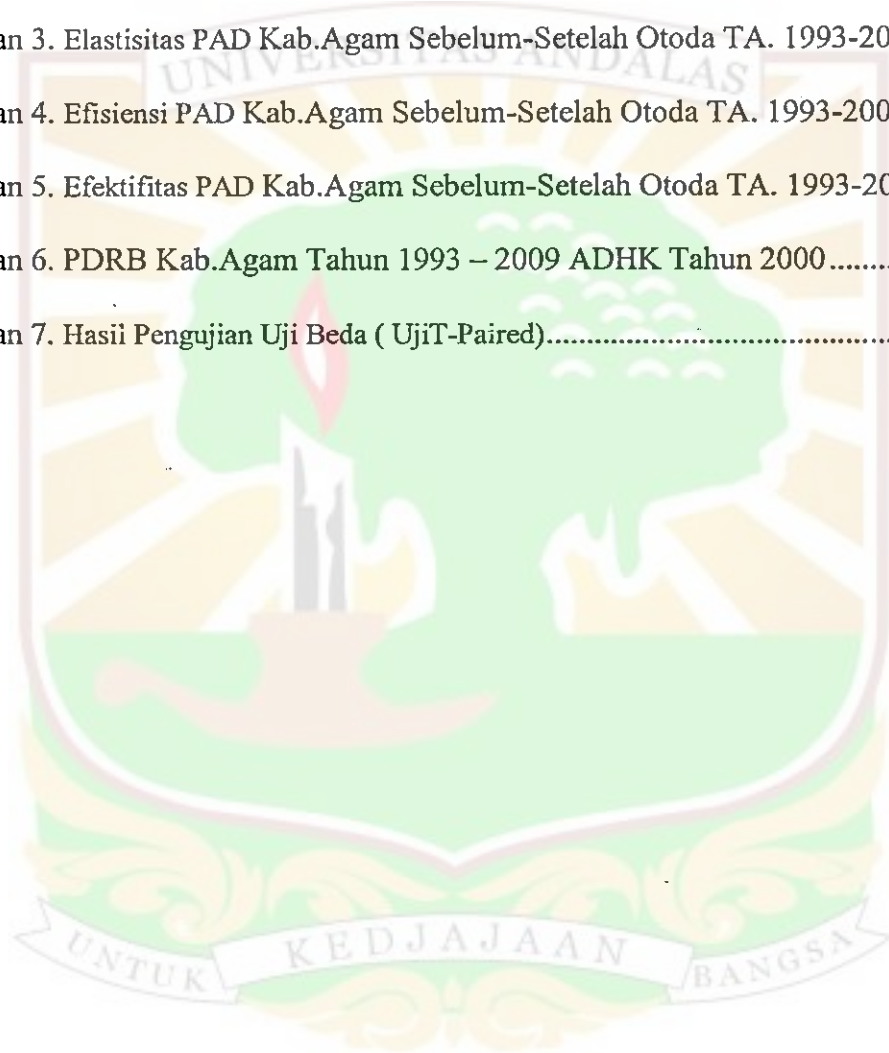 an 3. Elastisitas PAD Kab.Agam Sebelum-Setelah Otoda TA. 1993-20
UNIVERSITAS ANDALAS
an 4. Efisiensi PAD Kab.Agam Sebelum-Setelah Otoda TA. 1993-200
an 5. Efektifitas PAD Kab.Agam Sebelum-Setelah Otoda TA. 1993-20
an 6. PDRB Kab.Agam Tahun 1993 – 2009 ADHK Tahun 2000.........
an 7. Hasil Pengujian Uji Beda ( UjiT-Paired)............................................
UNTUK KEDJAJAAN BANGSA